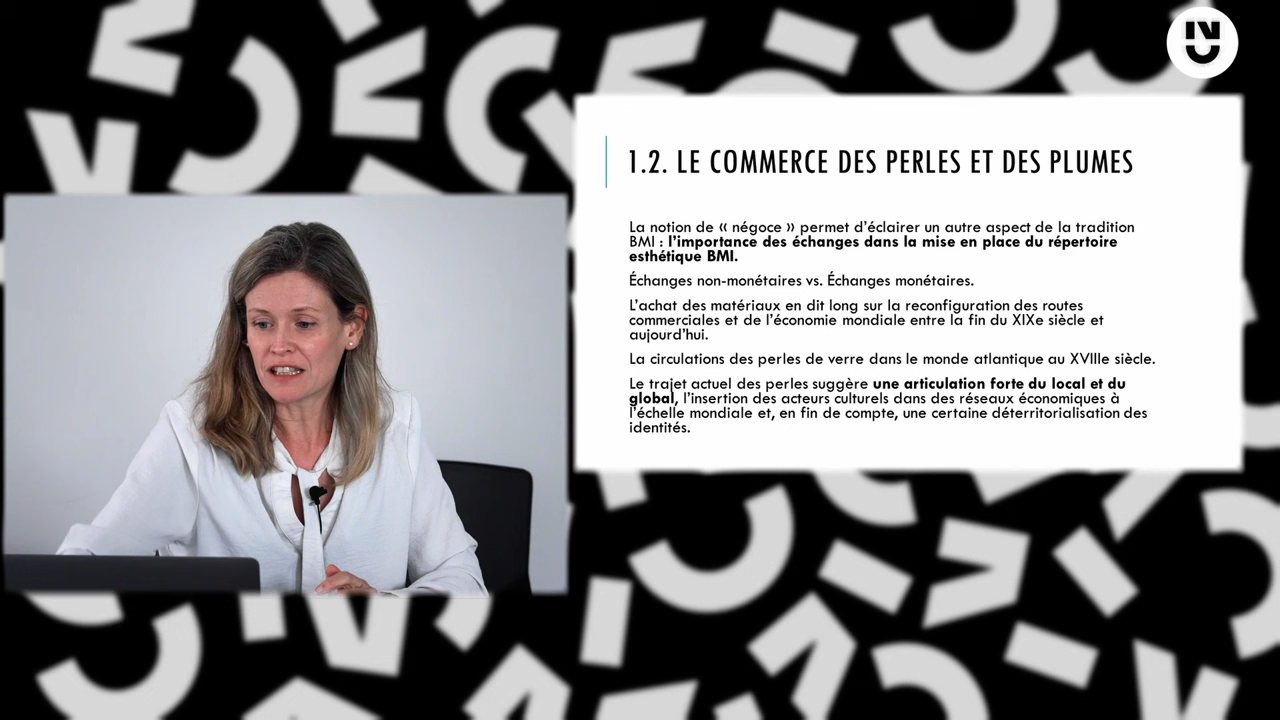 1.2. LE COMMERCE DES PERLES ET DES PLUMES
La notion de « négoce » permet d'éclairer un autre aspect de la tradition
BMI : l'importance des échanges dans la mise en place du répertoire
esthétique BMI.
Échanges non-monétaires vs. Échanges monétaires.
L'achat des matériaux en dit long sur la reconfiguration des routes
commerciales et de l'économie mondiale entre la fin du XIXe siècle et
aujourd'hui.
La circulations des perles de verre dans le monde atlantique au XVIIIe siècle.
Le trajet actuel des perles suggère une articulation forte du local et du
global, l'insertion des acteurs culturels dans des réseaux économiques à
l'échelle mondiale et, en fin de compte, une certaine déterritorialisation des
identités.